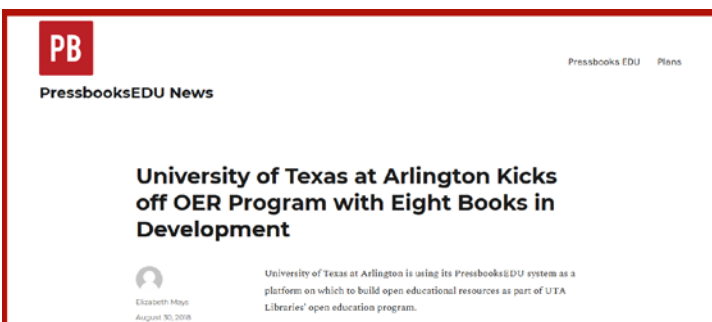 PB
Pressbooks EDU Plans
PressbooksEDU News
University of Texas at Arlington Kicks
off OER Program with Eight Books in
Development
University of Texas at Arlington is using its PressbooksEDU system as a
platform on which to build open educational resources as part of UTA
Libraries' open education program.
Elizabeth Mays
August 30, 2018